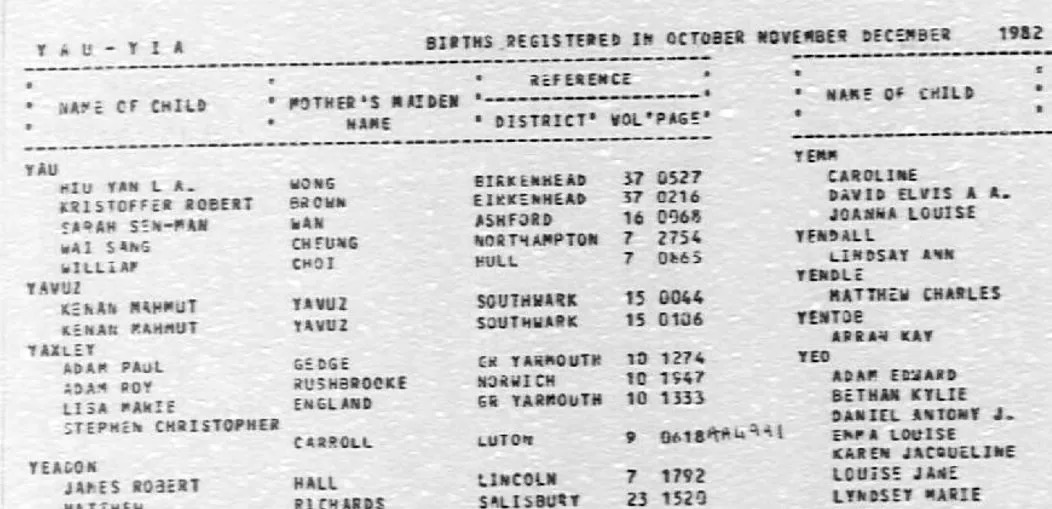 YAU-YIA BIRTHS REGISTERED IN OCTOBER NOVEMBER DECEMBER 1982
REFERENCE
NAME OF CHILD MOTHER'S MAIDEN NAME DISTRICT VOL PAGE
YAU
HIU YAN L A. WONG BIRKENHEAD 37 0527
KRISTOFFER ROBERT BROWN BIRKENHEAD 37 0216
SARAH SEN-MAN WAN ASHFORD 16 0968
WAI SANG CHEUNG NORTHAMPTON 7 2754
WILLIAM CHOI HULL 7 0865
YAVUZ
KENAN MAHMUT YAVUZ SOUTHWARK 15 0044
KENAN MAHMUT YAVUZ SOUTHWARK 15 0106
YAXLEY
ADAM PAUL GEDGE GR YARMOUTH 10 1274
ADAM ROY RUSHBROOKE NORWICH 10 1947
LISA MARIE ENGLAND GR YARMOUTH 10 1333
STEPHEN CHRISTOPHER
CARROLL LUTON 9 0618
YEADON
JAMES ROBERT HALL LINCOLN 7 1792
MATTHEW RICHARDS SALISBURY 23 1520
NAME OF CHILD
YEMM
CAROLINE
DAVID ELVIS A A.
JOANNA LOUISE
YENDALL
LINDSAY ANN
YENDLE
MATTHEW CHARLES
YENTOB
ARRAN KAY
YEO
ADAM EDWARD
BETHAN KYLIE
DANIEL ANTONY J.
EMMA LOUISE
KAREN JACQUELINE
LOUISE JANE
LYNDSEY MARIE